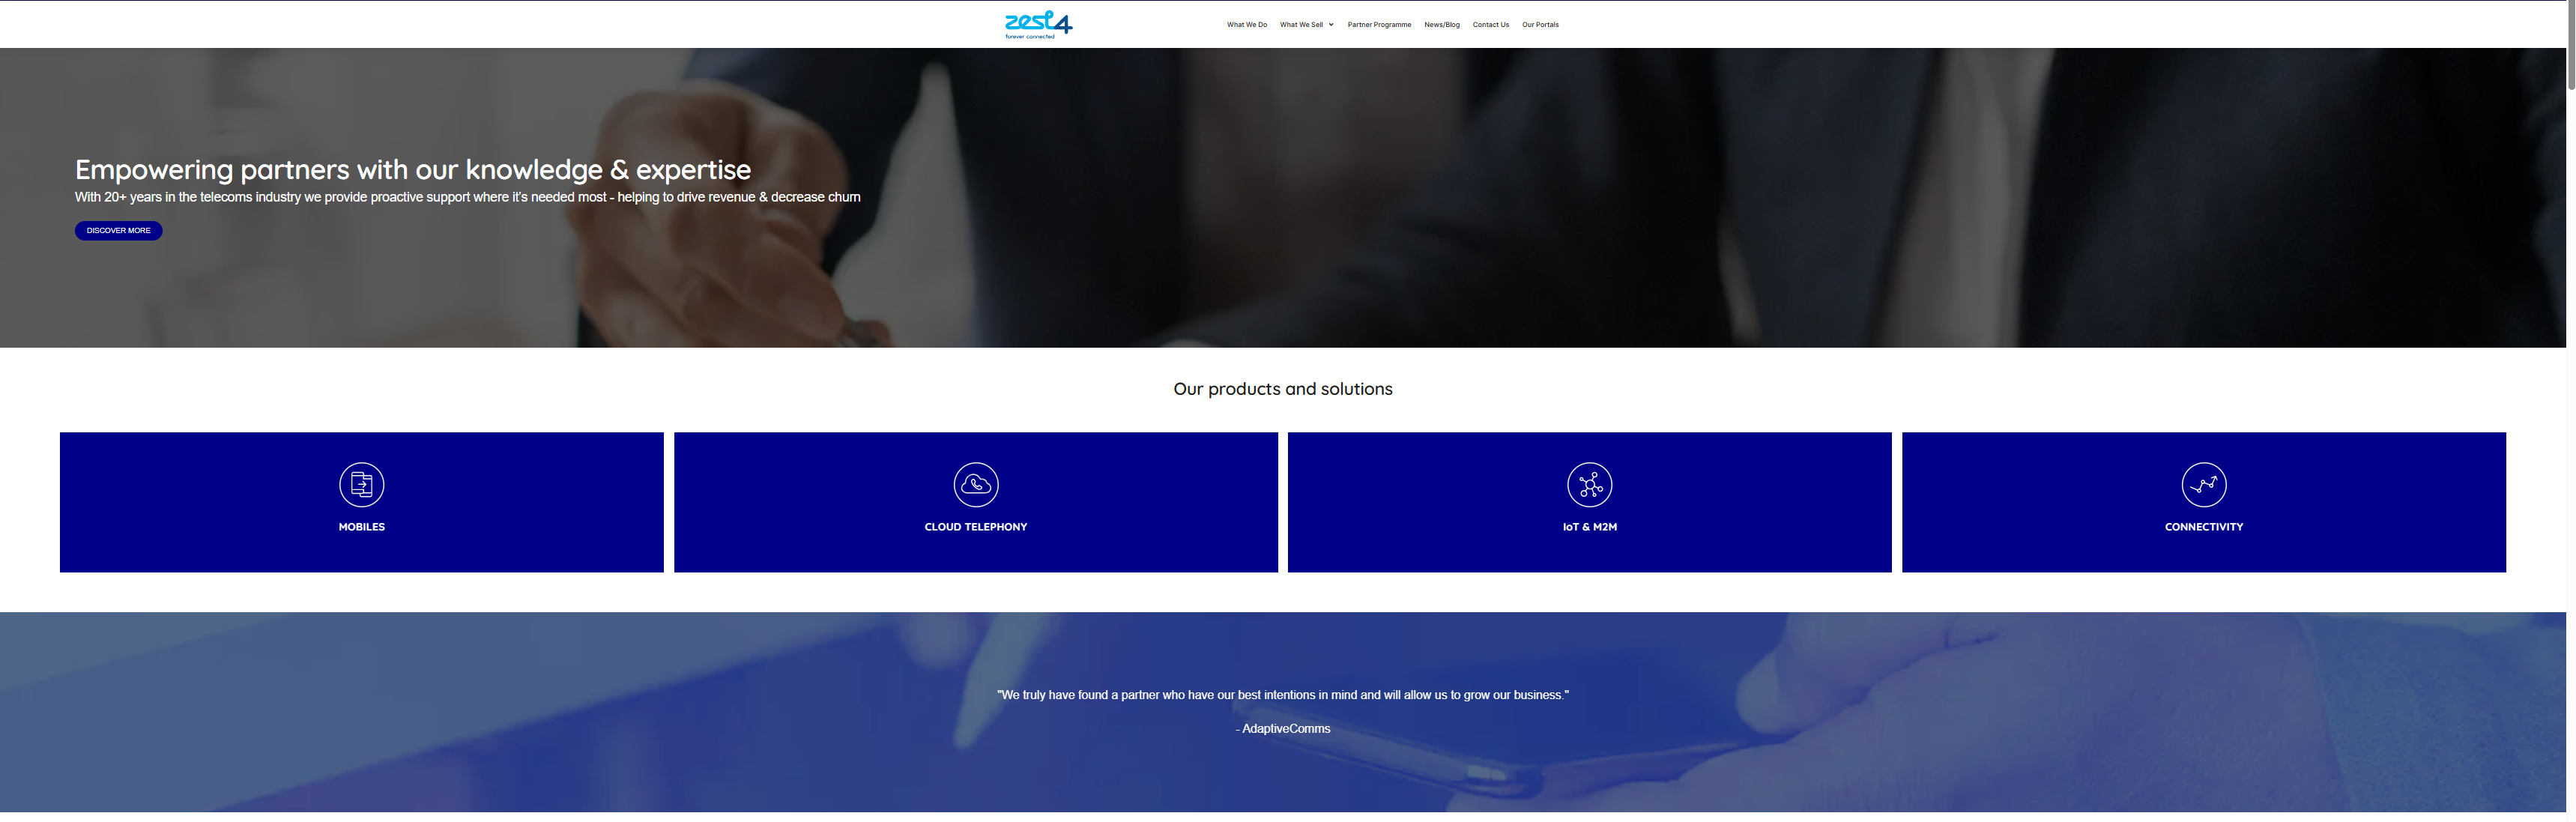 zest4
forever connected
What We Do What We Sell Partner Programme News/Blog Contact Us Our Portals
Empowering partners with our knowledge & expertise
With 20+ years in the telecoms industry we provide proactive support where it's needed most - helping to drive revenue & decrease churn
DISCOVER MORE
Our products and solutions
MOBILES
CLOUD TELEPHONY
IoT & M2M
CONNECTIVITY
"We truly have found a partner who have our best intentions in mind and will allow us to grow our business."
- AdaptiveComms